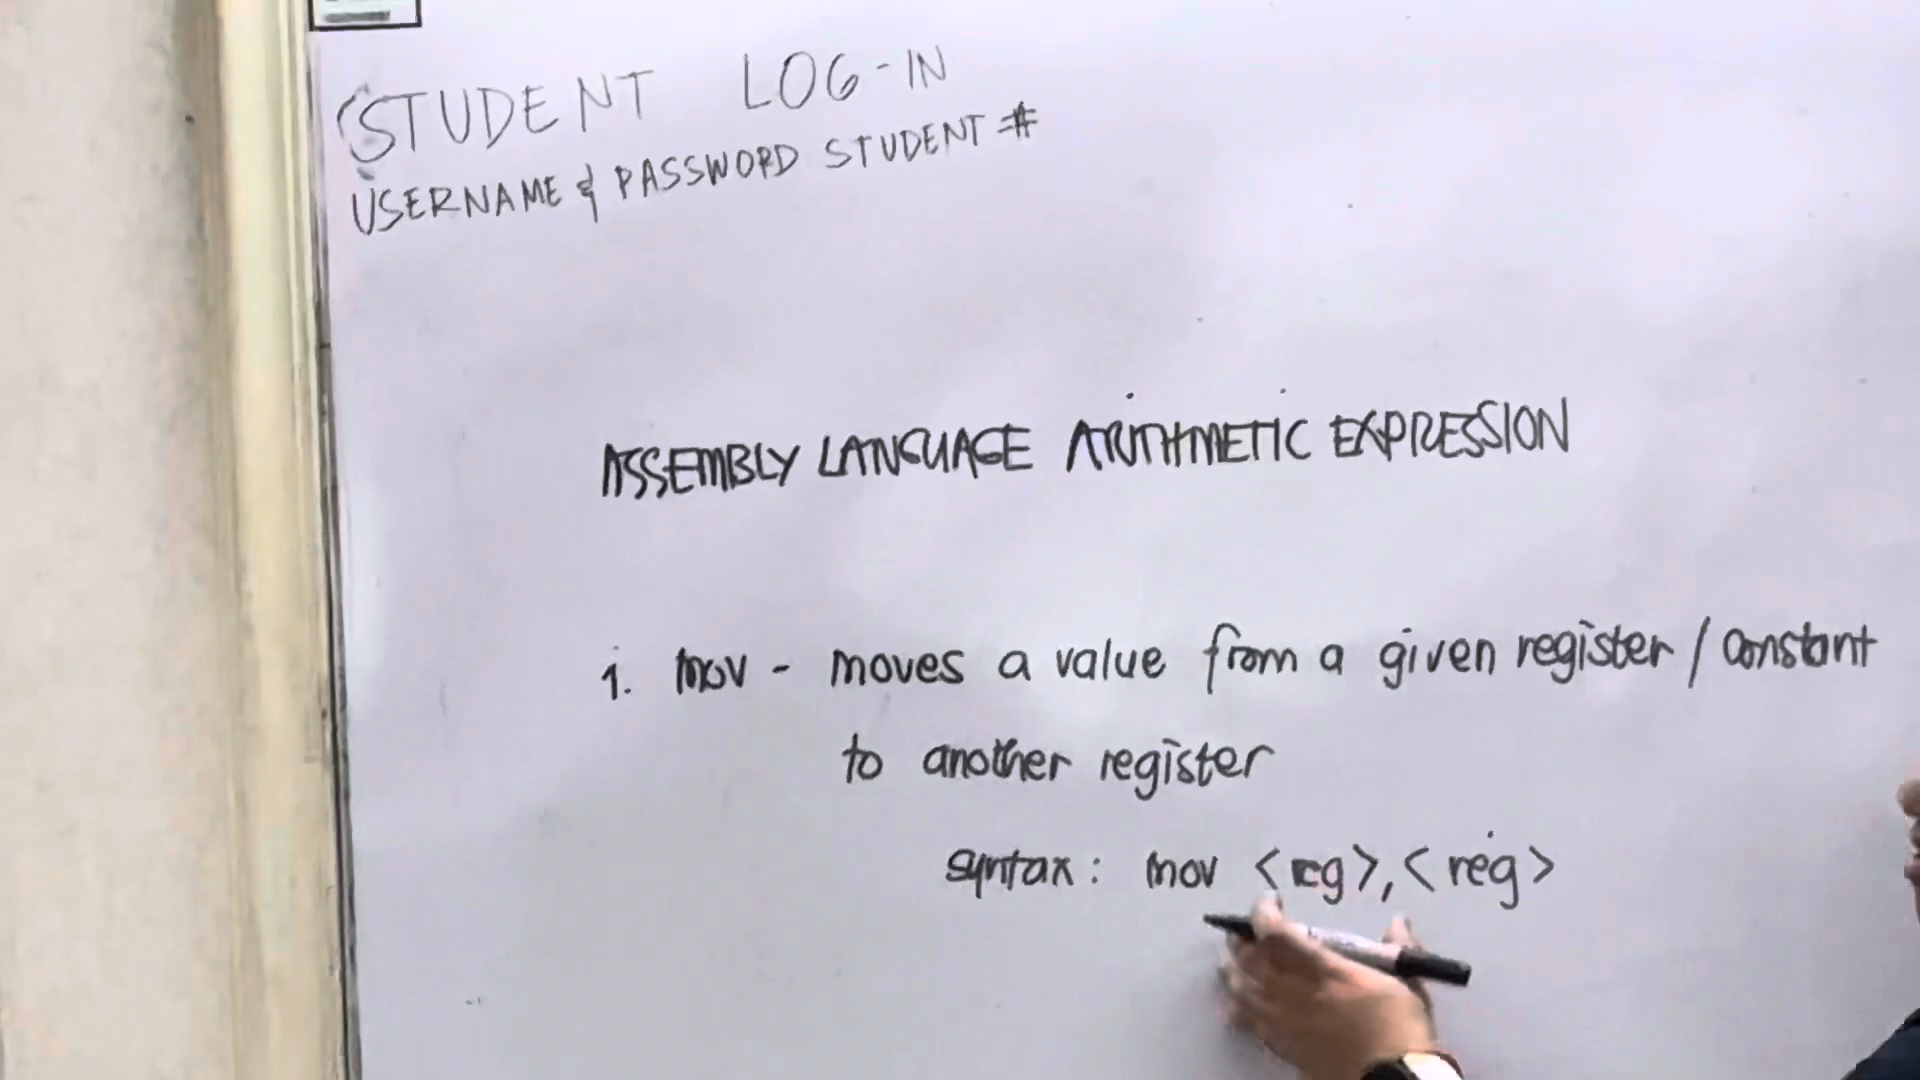 STUDENT LOG-IN
USERNAME & PASSWORD STUDENT #
ASSEMBLY LANGUAGE ARITHMETIC EXPRESSION
1. mov - moves a value from a given register / constant
to another register
syntax: mov <reg>, <reg>